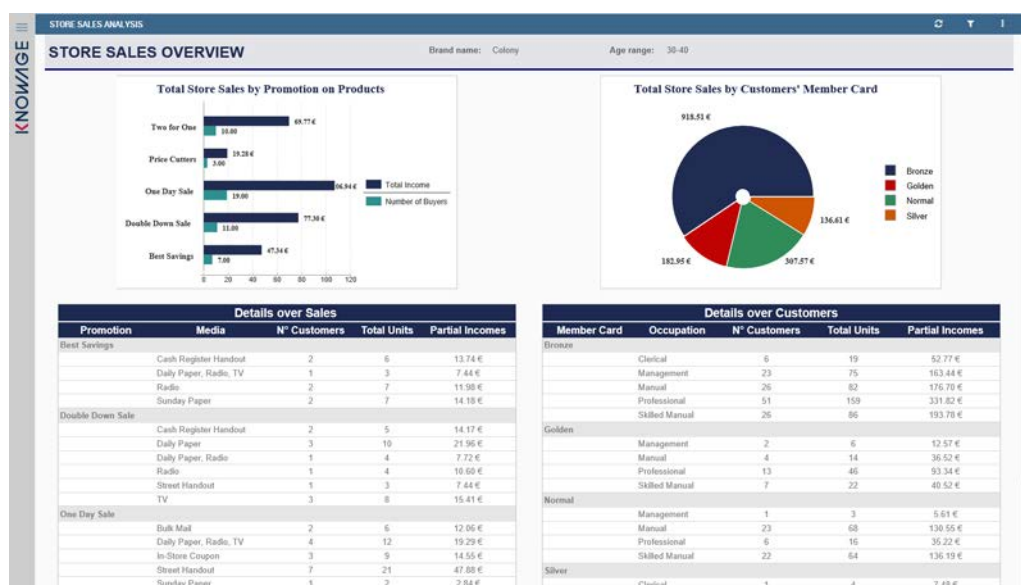 STORE SALES ANALYSIS
KNOWAGE
STORE SALES OVERVIEW
Brand name: Colony
Age range: 30-40
Total Store Sales by Promotion on Products
Two for One
69.77 €
10.00
Price Cutters
19.28 €
3.00
One Day Sale
06.94 €
19.00
Double Down Sale
77.30 €
11.00
Best Savings
47.34 €
7.00
0 20 40 60 80 100 120
Total Income
Number of Buyers
Total Store Sales by Customers' Member Card
918.51 €
136.61 €
182.95 €
307.57 €
Bronze
Golden
Normal
Silver
Details over Sales
Promotion Media N° Customers Total Units Partial Incomes
Best Savings
Cash Register Handout 2 6 13.74 €
Daily Paper, Radio, TV 1 3 7.44 €
Radio 2 7 11.98 €
Sunday Paper 2 7 14.18 €
Double Down Sale
Cash Register Handout 2 5 14.17 €
Daily Paper 3 10 21.96 €
Daily Paper, Radio 1 4 7.72 €
Radio 1 4 10.60 €
Street Handout 1 3 7.44 €
TV 3 8 15.41 €
One Day Sale
Bulk Mail 2 6 12.06 €
Daily Paper, Radio, TV 4 12 19.29 €
In-Store Coupon 3 9 14.55 €
Street Handout 7 21 47.88 €
Sunday Paper 1 2 2.84 €
Details over Customers
Member Card Occupation N° Customers Total Units Partial Incomes
Bronze
Clerical 6 19 52.77 €
Management 23 75 163.44 €
Manual 26 82 176.70 €
Professional 51 159 331.82 €
Skilled Manual 26 86 193.78 €
Golden
Management 2 6 12.57 €
Manual 4 14 36.52 €
Professional 13 46 93.34 €
Skilled Manual 7 22 40.52 €
Normal
Management 1 3 5.61 €
Manual 23 68 130.55 €
Professional 6 16 35.22 €
Skilled Manual 22 64 136.19 €
Silver
Clerical 1 4 7.48 €